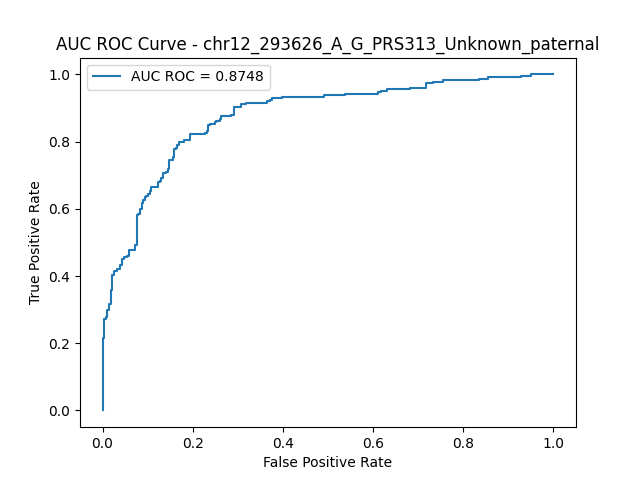 AUC ROC Curve - chr12_293626_A_G_PRS313_Unknown_paternal
AUC ROC = 0.8748
True Positive Rate
1.0
0.8
0.6
0.4
0.2
0.0
0.0 0.2 0.4 0.6 0.8 1.0
False Positive Rate